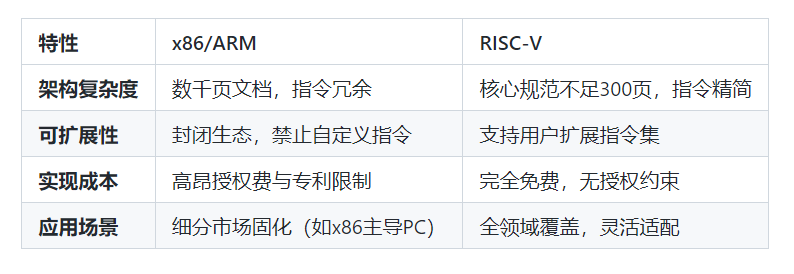 特性 x86/ARM RISC-V
架构复杂度 数千页文档，指令冗余 核心规范不足300页，指令精简
可扩展性 封闭生态，禁止自定义指令 支持用户扩展指令集
实现成本 高昂授权费与专利限制 完全免费，无授权约束
应用场景 细分市场固化（如x86主导PC） 全领域覆盖，灵活适配